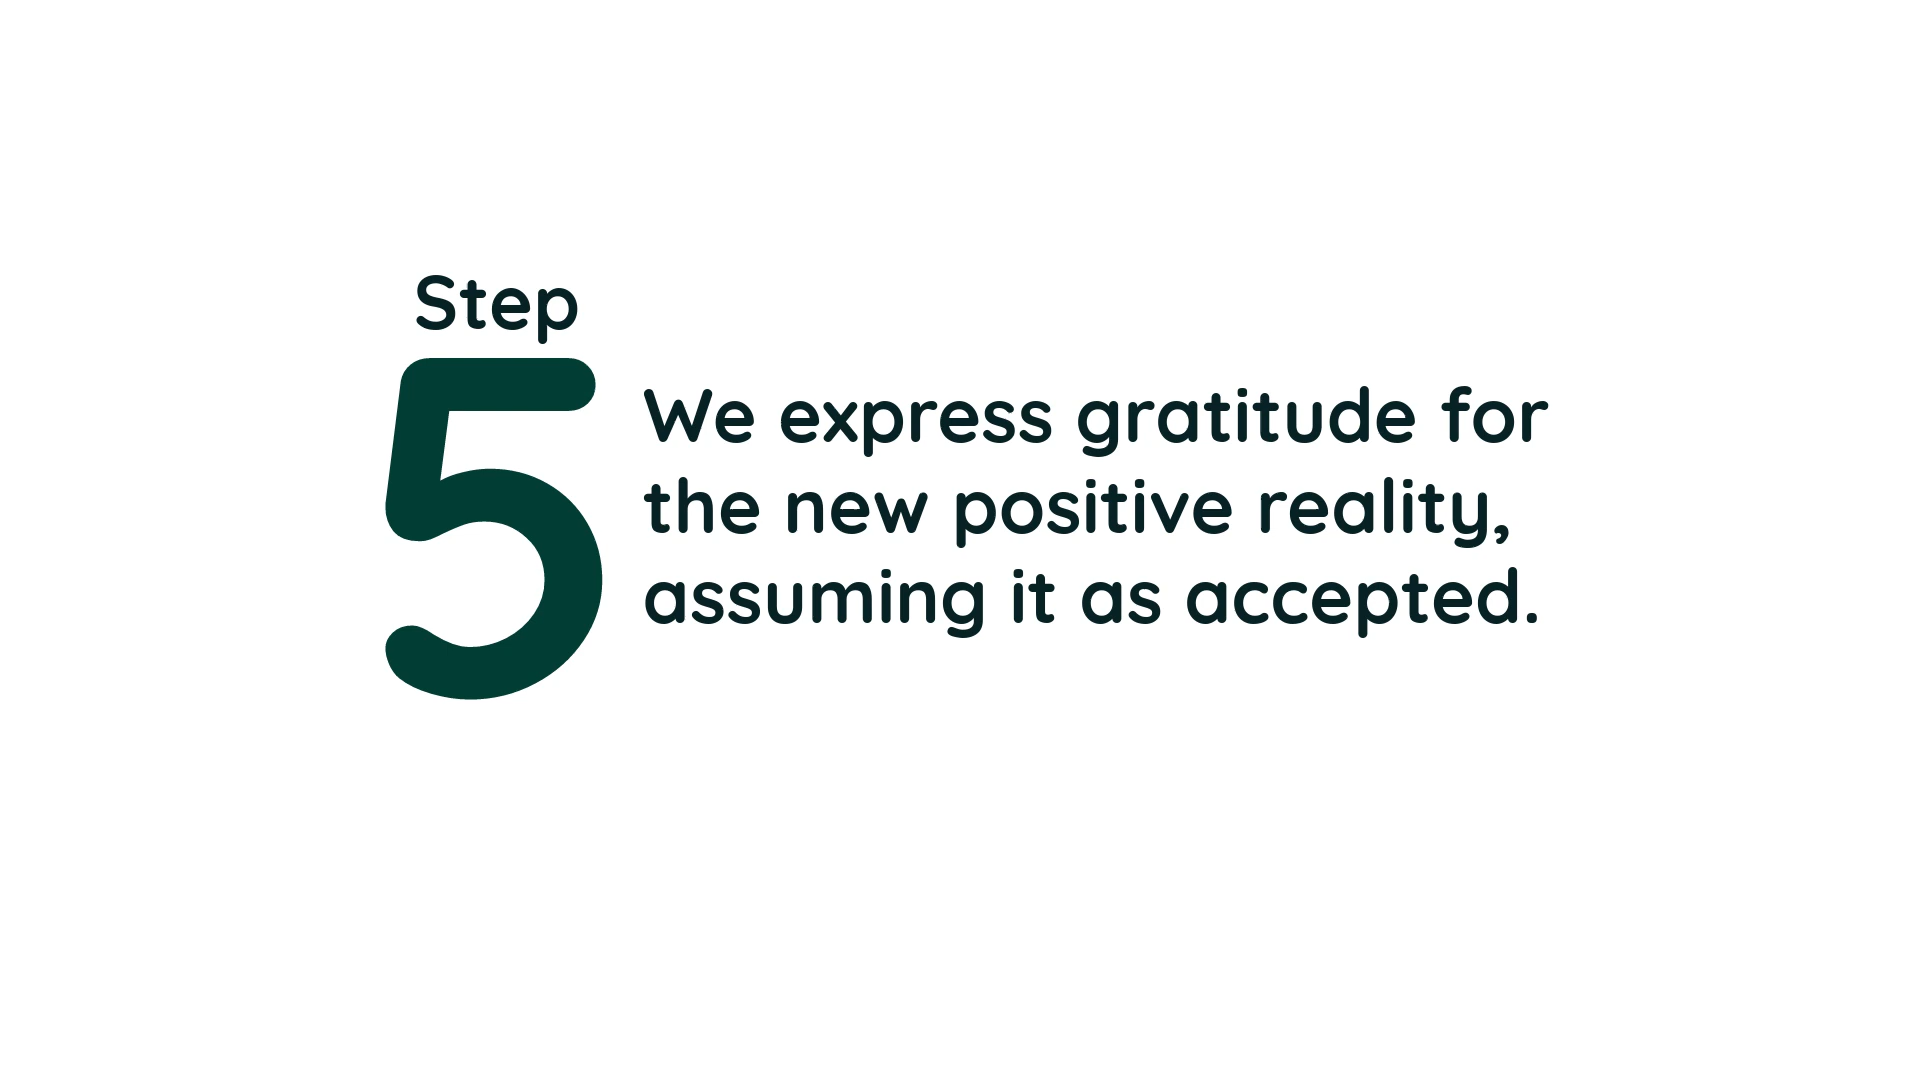 Step
5
We express gratitude for
the new positive reality,
assuming it as accepted.